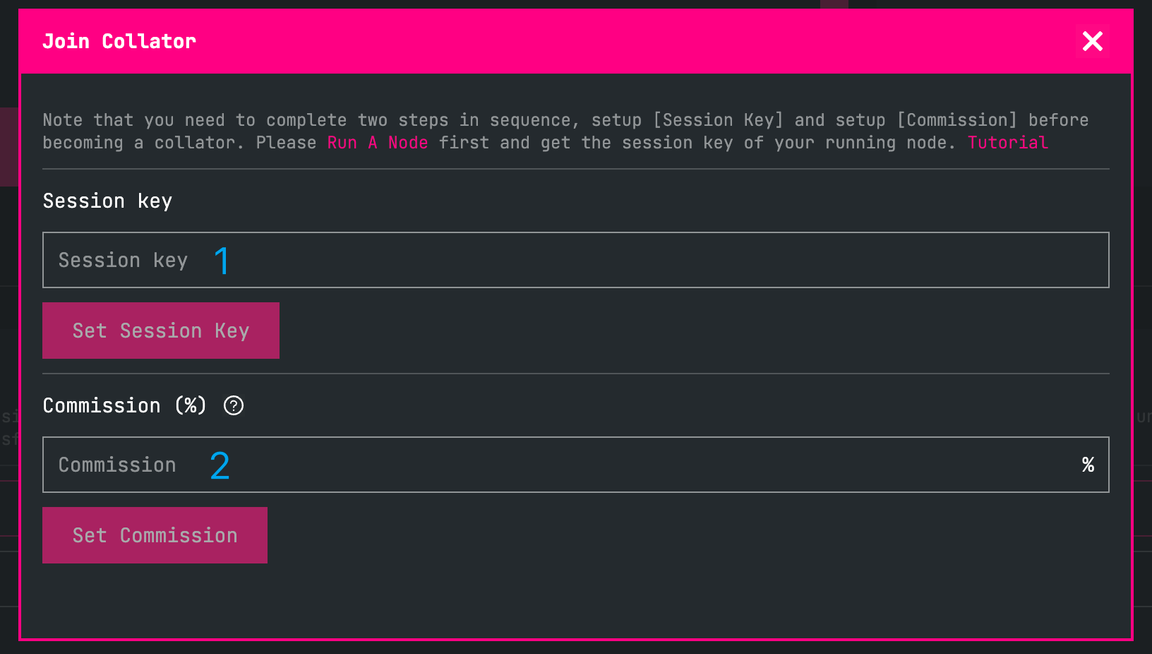 Join Collator
Note that you need to complete two steps in sequence, setup [Session Key] and setup [Commission] before
becoming a collator. Please Run A Node first and get the session key of your running node. Tutorial
Session key
Session key 1
Set Session Key
Commission (%) ?
Commission 2 %
Set Commission